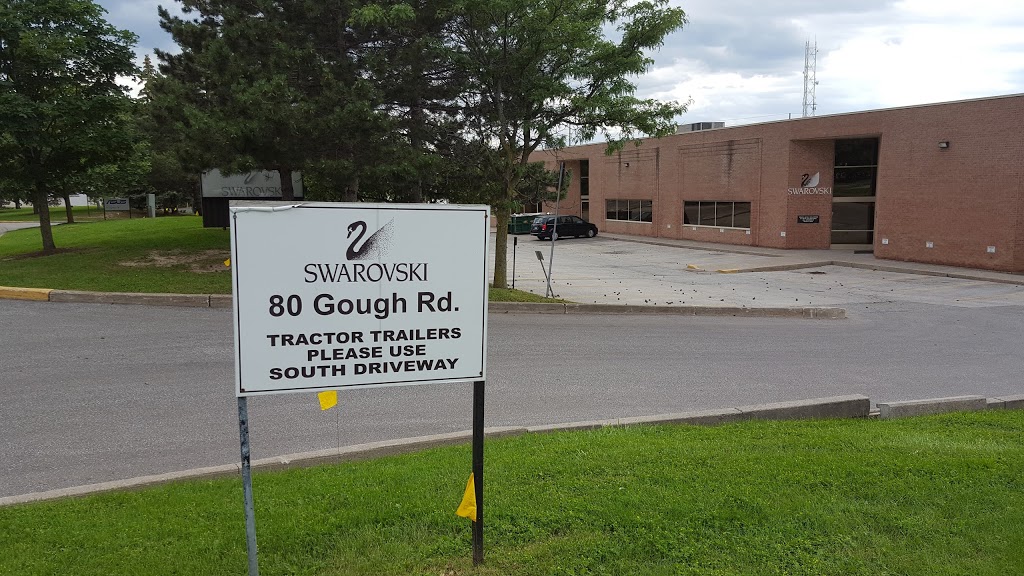 SWAROVSKI
80 Gough Rd.
TRACTOR TRAILERS
PLEASE USE
SOUTH DRIVEWAY
SWAROVSKI
SWAROVSKI